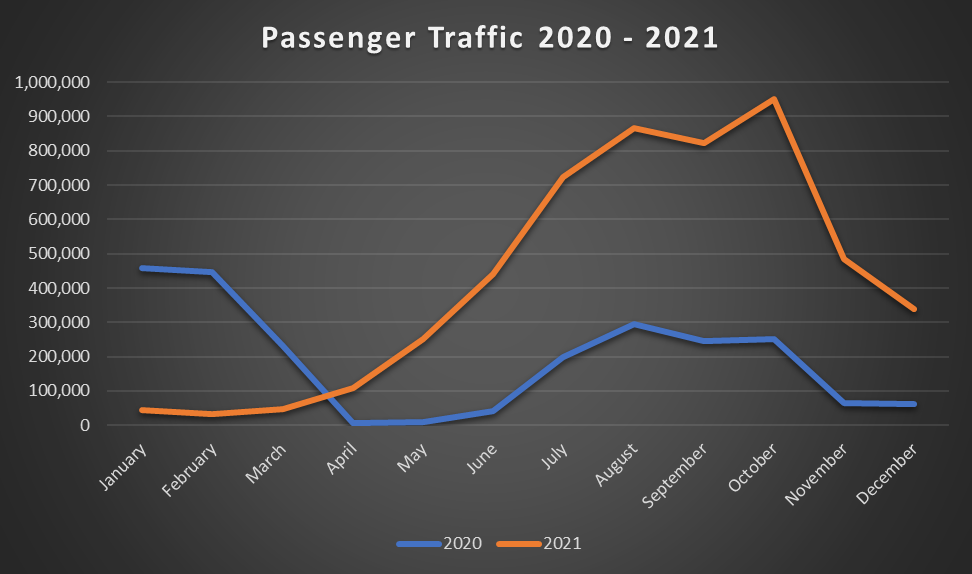 Passenger Traffic 2020 - 2021
1,000,000
900,000
800,000
700,000
600,000
500,000
400,000
300,000
200,000
100,000
0
January
February
March
April
May
June
July
August
September
October
November
December
2020
2021